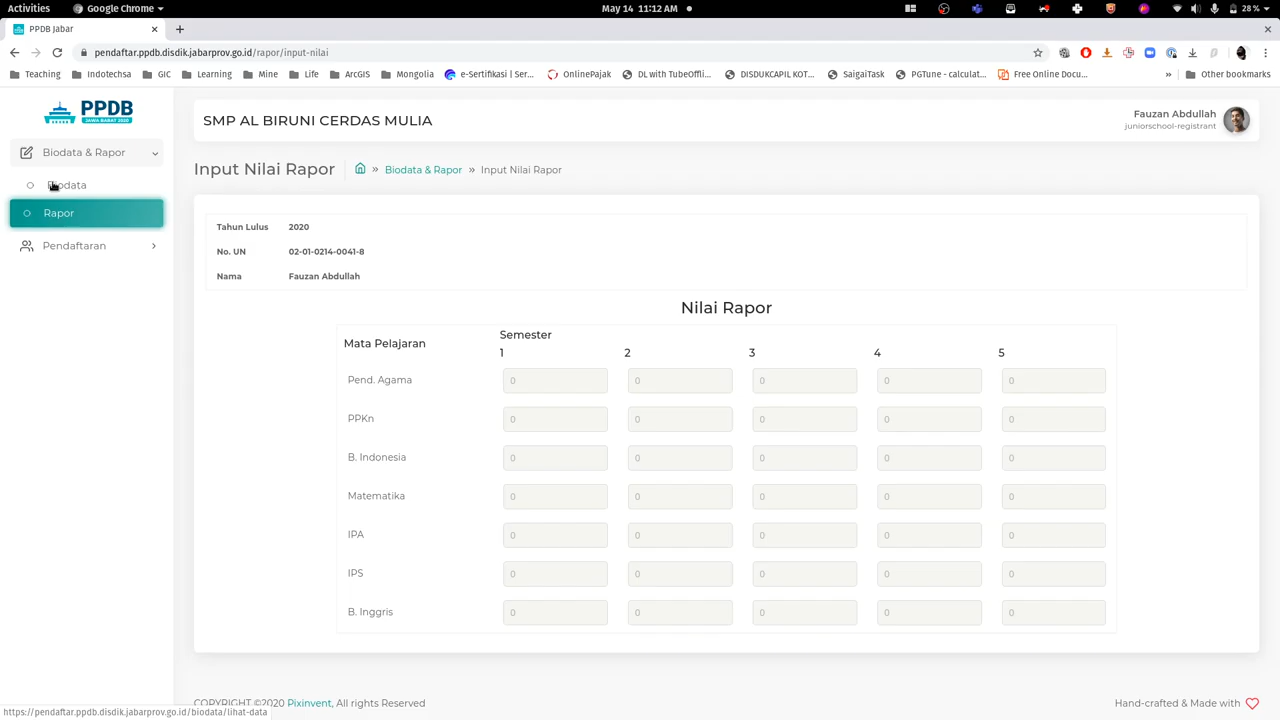 Activities
Google Chrome
May 14 11:12 AM
28 %
PPDB Jabar
pendaftar.ppdb.disdik.jabarprov.go.id/rapor/input-nilai
Teaching
Indotechsa
GIC
Learning
Mine
Life
ArcGIS
Mongolia
e-Sertifikasi | Ser...
OnlinePajak
DL with TubeOffli...
DISDUKCAPIL KOT...
SaigaiTask
PGTune - calculat...
Free Online Docu...
»
Other bookmarks
PPDB
JAWA BARAT 2020
SMP AL BIRUNI CERDAS MULIA
Fauzan Abdullah
juniorschool-registrant
Biodata & Rapor
Biodata
Rapor
Pendaftaran
Input Nilai Rapor
» Biodata & Rapor » Input Nilai Rapor
Tahun Lulus 2020
No. UN 02-01-0214-0041-8
Nama Fauzan Abdullah
Nilai Rapor
Mata Pelajaran
Semester
1 2 3 4 5
Pend. Agama 0 0 0 0 0
PPKn 0 0 0 0 0
B. Indonesia 0 0 0 0 0
Matematika 0 0 0 0 0
IPA 0 0 0 0 0
IPS 0 0 0 0 0
B. Inggris 0 0 0 0 0
COPYRIGHT ©2020 Pixinvent, All rights Reserved
Hand-crafted & Made with
https://pendaftar.ppdb.disdik.jabarprov.go.id/biodata/lihat-data